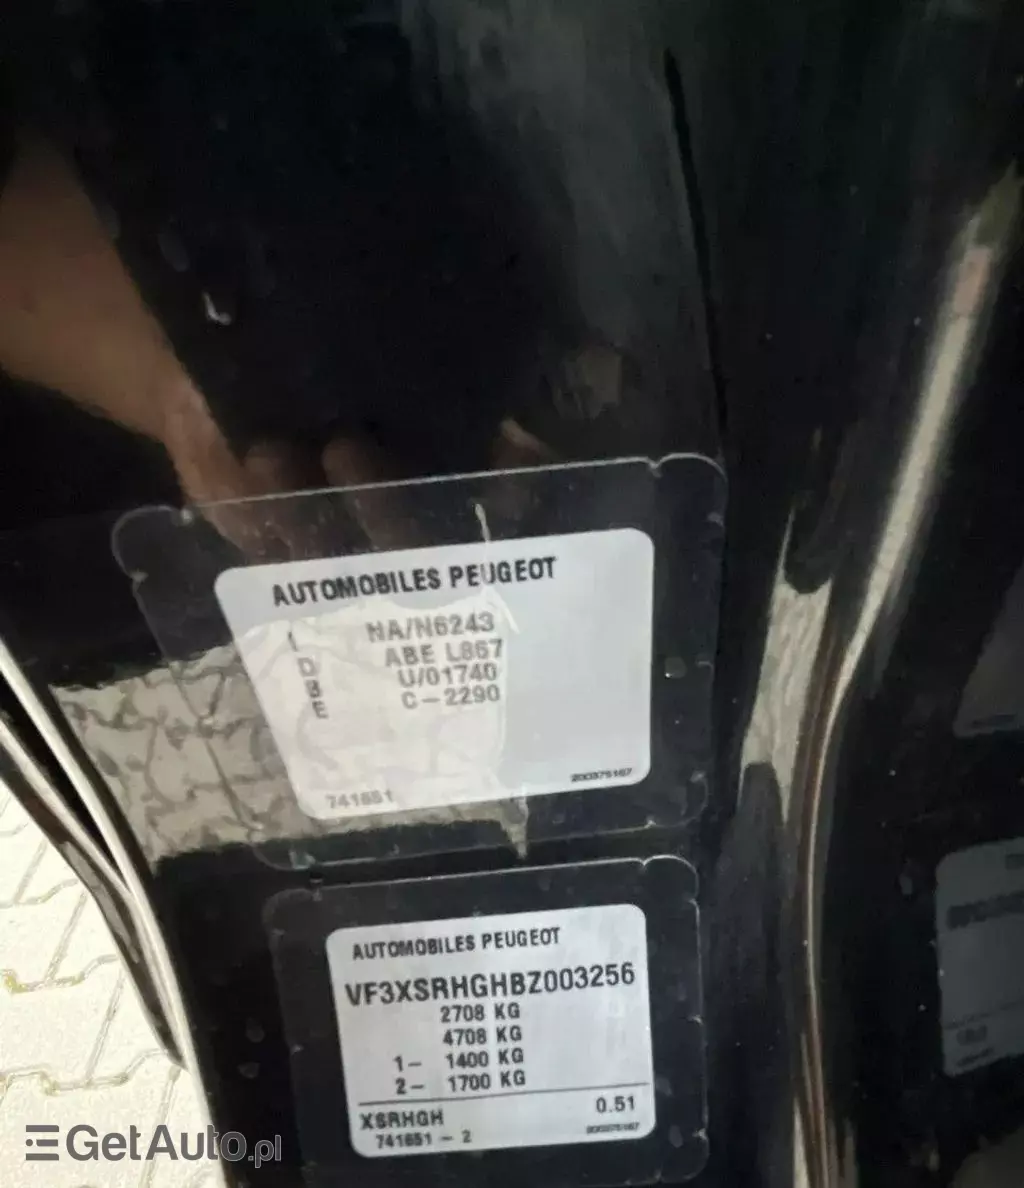 AUTOMOBILES PEUGEOT
I NA/N6243
D ABE L867
B U/01740
E C-2290
741651 200375167
AUTOMOBILES PEUGEOT
VF3XSRHGHBZ003256
2708 KG
4708 KG
1- 1400 KG
2- 1700 KG
XSRHGH 0.51
741651-2 200375167
GetAuto.pl